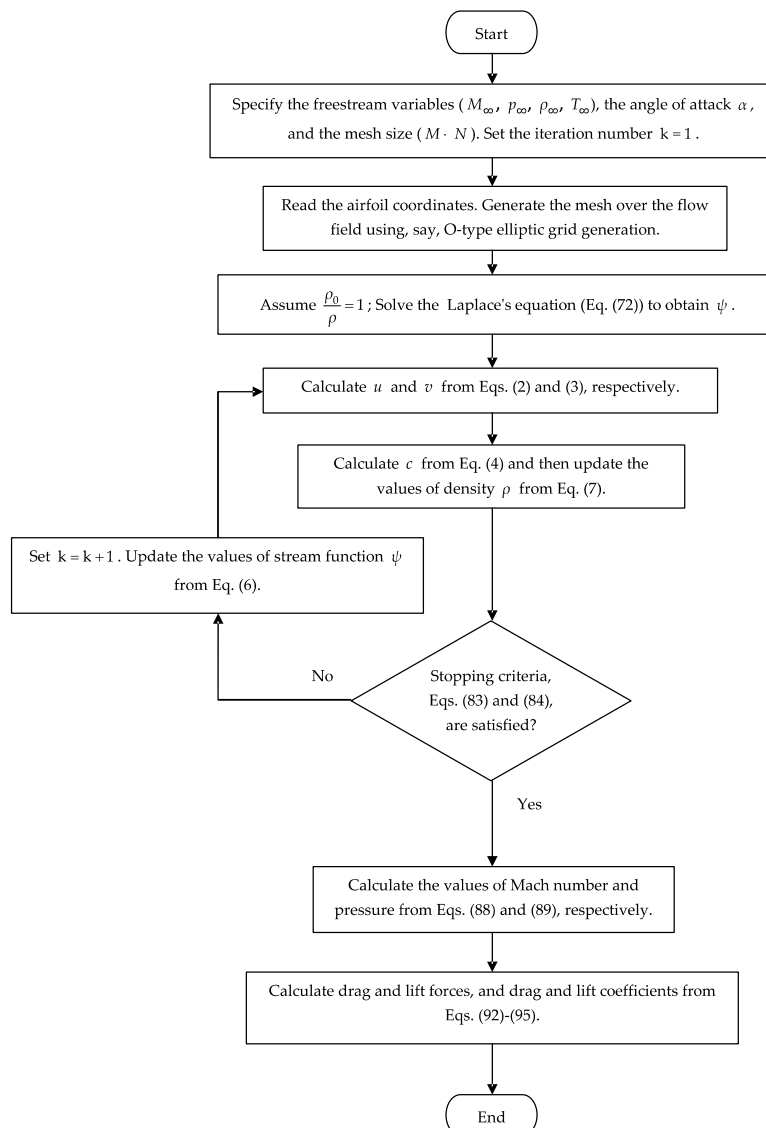 Start
Specify the freestream variables ( M∞, p∞, ρ∞, T∞), the angle of attack α,
and the mesh size ( M · N ). Set the iteration number k = 1 .
Read the airfoil coordinates. Generate the mesh over the flow
field using, say, O-type elliptic grid generation.
Assume ρ0/ρ = 1 ; Solve the Laplace's equation (Eq. (72)) to obtain ψ .
Calculate u and v from Eqs. (2) and (3), respectively.
Calculate c from Eq. (4) and then update the
values of density ρ from Eq. (7).
Set k = k + 1 . Update the values of stream function ψ
from Eq. (6).
No
Stopping criteria,
Eqs. (83) and (84),
are satisfied?
Yes
Calculate the values of Mach number and
pressure from Eqs. (88) and (89), respectively.
Calculate drag and lift forces, and drag and lift coefficients from
Eqs. (92)-(95).
End